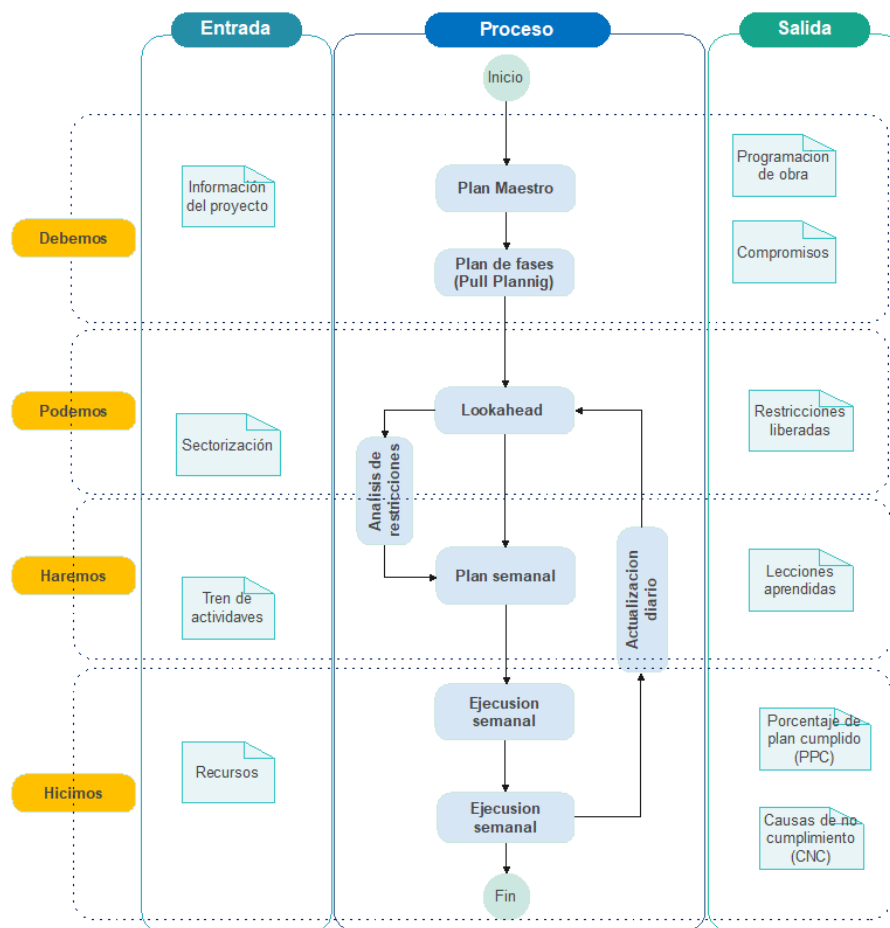 Entrada
Proceso
Salida
Inicio
Debemos
Información
del proyecto
Plan Maestro
Plan de fases
(Pull Plannig)
Programacion
de obra
Compromisos
Podemos
Sectorización
Lookahead
Analisis de
restricciones
Restricciones
liberadas
Haremos
Tren de
actividaves
Plan semanal
Actualizacion
diario
Lecciones
aprendidas
Hicimos
Recursos
Ejecusion
semanal
Ejecusion
semanal
Porcentaje de
plan cumplido
(PPC)
Causas de no
cumplimiento
(CNC)
Fin